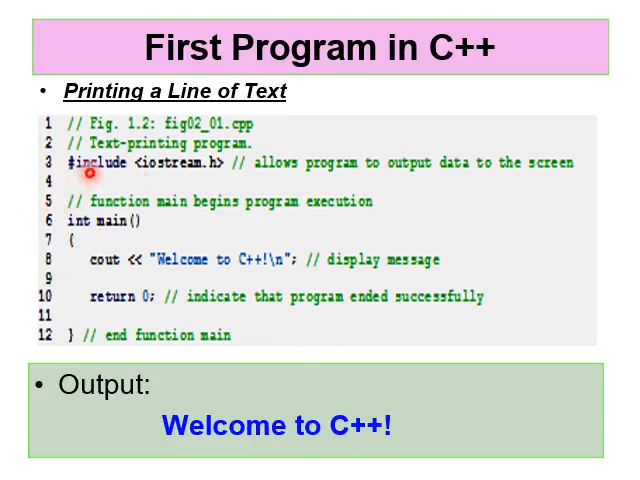 First Program in C++
• Printing a Line of Text
1 // Fig. 1.2: fig02_01.cpp
2 // Text-printing program.
3 #include <iostream.h> // allows program to output data to the screen
4
5 // function main begins program execution
6 int main()
7 {
8 cout << "Welcome to C++!\n"; // display message
9
10 return 0; // indicate that program ended successfully
11
12 } // end function main
• Output:
Welcome to C++!